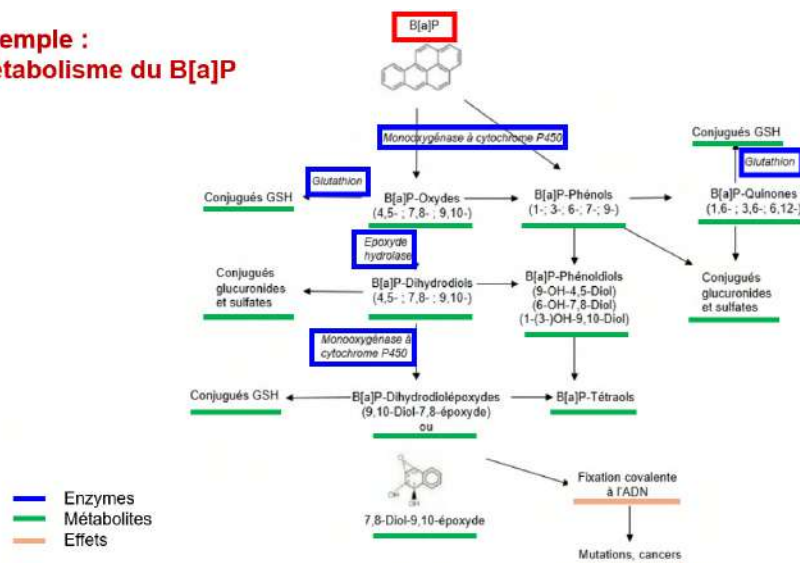 emple :
étabolisme du B[a]P
B[a]P
Monooxygénase à cytochrome P450
Conjugués GSH
Glutathion
Glutathion
Conjugués GSH
B[a]P-Oxydes
(4,5- ; 7,8- ; 9,10-)
B[a]P-Phénols
(1-; 3-; 6-; 7-; 9-)
B[a]P-Quinones
(1,6- ; 3,6-; 6,12-)
Epoxyde
hydrolase
Conjugués
glucuronides
et sulfates
B[a]P-Dihydrodiols
(4,5- ; 7,8- ; 9,10-)
B[a]P-Phénoldiols
(9-OH-4,5-Diol)
(6-OH-7,8-Diol)
(1-(3-)OH-9,10-Diol)
Conjugués
glucuronides
et sulfates
Monooxygénase à
cytochrome P450
Conjugués GSH
B[a]P-Dihydrodiolépoxydes
(9,10-Diol-7,8-époxyde)
ou
B[a]P-Tétraols
O
OH
OH
7,8-Diol-9,10-époxyde
Fixation covalente
à l'ADN
Mutations, cancers
Enzymes
Métabolites
Effets